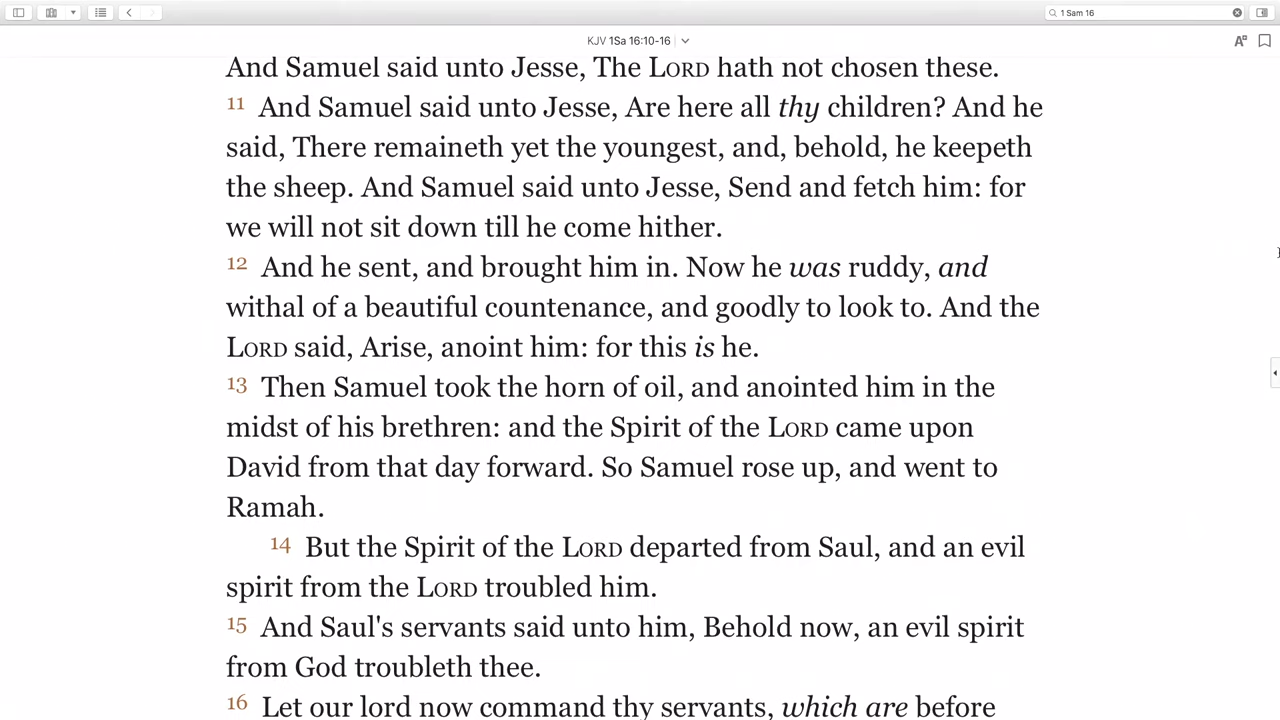 1 Sam 16
KJV 1Sa 16:10-16
And Samuel said unto Jesse, The LORD hath not chosen these.
11 And Samuel said unto Jesse, Are here all thy children? And he
said, There remaineth yet the youngest, and, behold, he keepeth
the sheep. And Samuel said unto Jesse, Send and fetch him: for
we will not sit down till he come hither.
12 And he sent, and brought him in. Now he was ruddy, and
withal of a beautiful countenance, and goodly to look to. And the
LORD said, Arise, anoint him: for this is he.
13 Then Samuel took the horn of oil, and anointed him in the
midst of his brethren: and the Spirit of the LORD came upon
David from that day forward. So Samuel rose up, and went to
Ramah.
14 But the Spirit of the LORD departed from Saul, and an evil
spirit from the LORD troubled him.
15 And Saul's servants said unto him, Behold now, an evil spirit
from God troubleth thee.
16 Let our lord now command thy servants, which are before